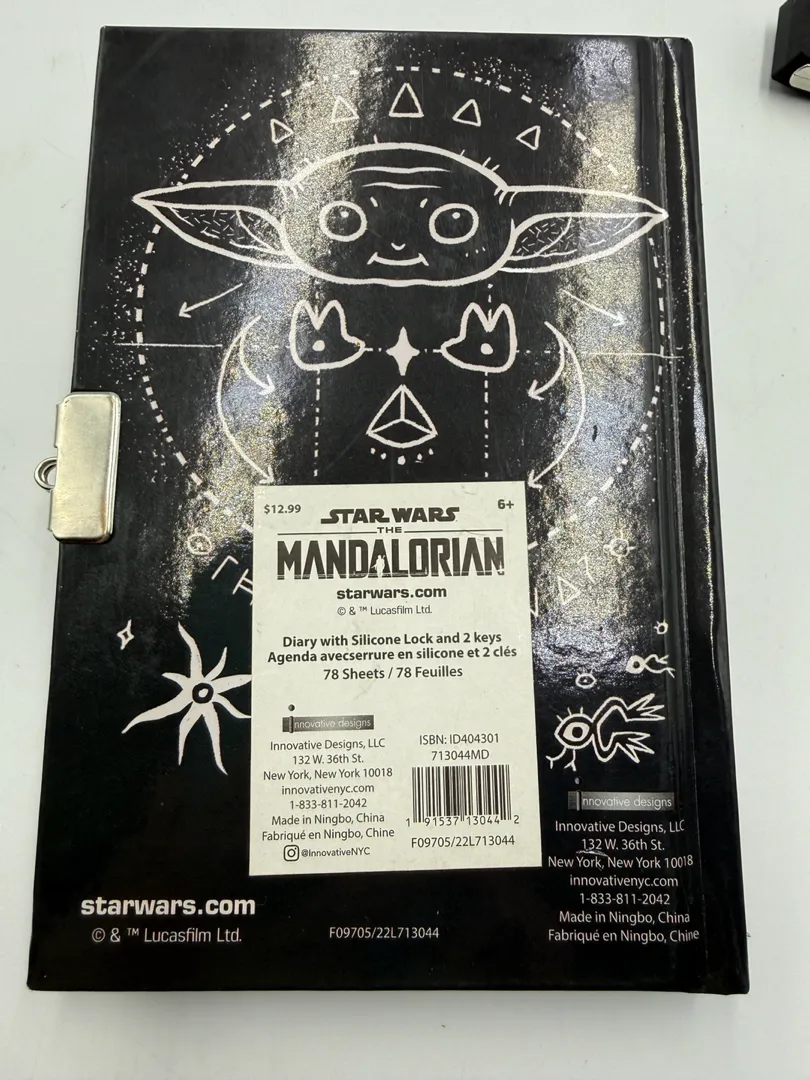 $12.99
6+
STAR WARS
THE
MANDALORIAN
starwars.com
© & ™ Lucasfilm Ltd.
Diary with Silicone Lock and 2 keys
Agenda avecserrure en silicone et 2 clés
78 Sheets / 78 Feuilles
innovative designs
Innovative Designs, LLC
132 W. 36th St.
New York, New York 10018
innovativenyc.com
1-833-811-2042
Made in Ningbo, China
Fabriqué en Ningbo, Chine
@InnovativeNYC
ISBN: ID404301
713044MD
1 91537 13044 2
F09705/22L713044
innovative designs
Innovative Designs, LLC
132 W. 36th St.
New York, New York 10018
innovativenyc.com
1-833-811-2042
Made in Ningbo, China
Fabriqué en Ningbo, Chine
starwars.com
© & ™ Lucasfilm Ltd.
F09705/22L713044